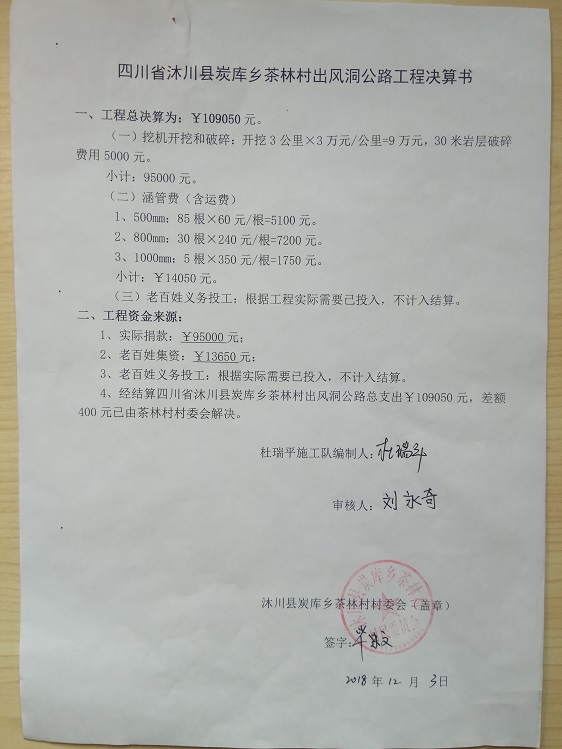 四川省沐川县炭库乡茶林村出风洞公路工程决算书
一、工程总决算为：￥109050 元。
（一）挖机开挖和破碎：开挖 3 公里×3 万元/公里=9 万元，30 米岩层破碎
费用 5000 元。
小计：95000 元。
（二）涵管费（含运费）
1、500mm：85 根×60 元/根=5100 元。
2、800mm：30 根×240 元/根=7200 元。
3、1000mm：5 根×350 元/根=1750 元。
小计：￥14050 元。
（三）老百姓义务投工：根据工程实际需要已投入，不计入结算。
二、工程资金来源：
1、实际捐款：￥95000 元；
2、老百姓集资：￥13650 元；
3、老百姓义务投工：根据实际需要已投入，不计入结算。
4、经结算四川省沐川县炭库乡茶林村出风洞公路总支出￥109050 元，差额
400 元已由茶林村村委会解决。
杜瑞平施工队编制人：杜瑞平
审核人：刘永奇
沐川县炭库乡茶林村村委会（盖章）
签字：
2018 年 12 月 3 日